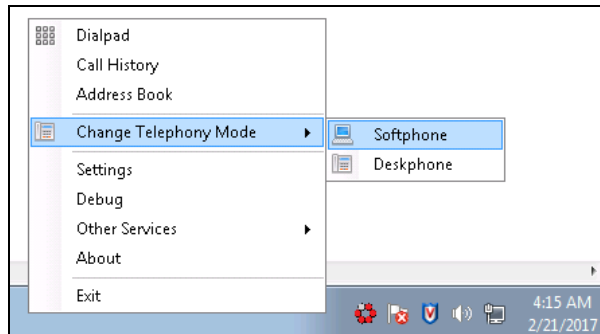 Dialpad
Call History
Address Book
Change Telephony Mode
Softphone
Deskphone
Settings
Debug
Other Services
About
Exit
4:15 AM
2/21/2017